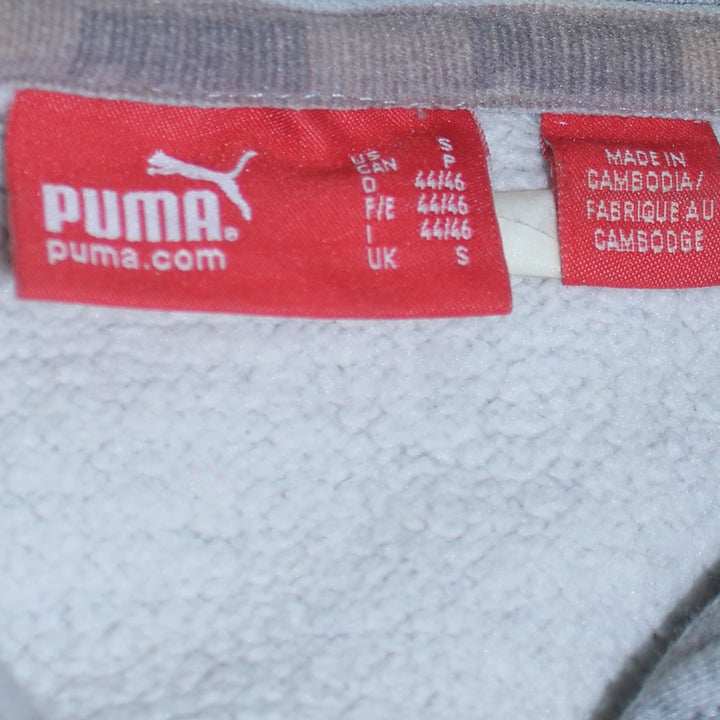 PUMA®
puma.com
US S
CAN P
D 44/46
F/E 44/46
I 44/46
UK S
MADE IN
CAMBODIA/
FABRIQUE AU
CAMBODGE